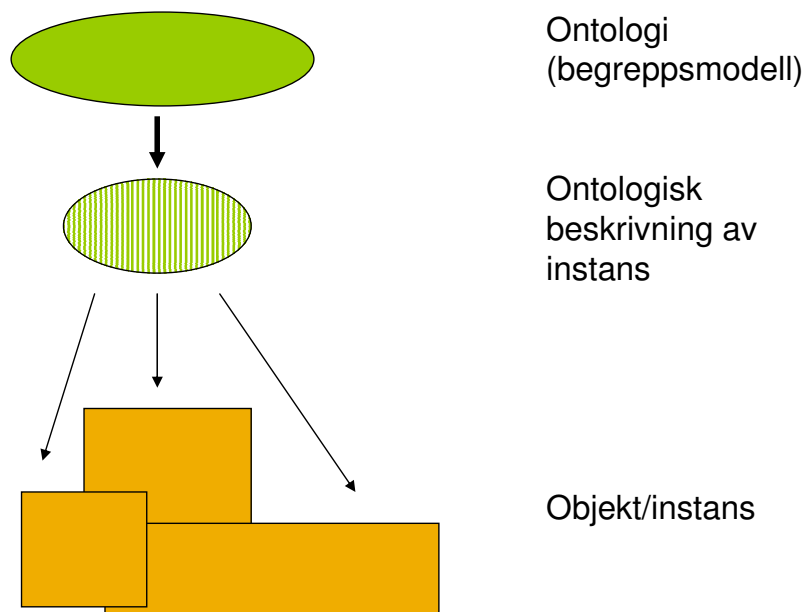 Ontologi
(begreppsmodell)
Ontologisk
beskrivning av
instans
Objekt/instans